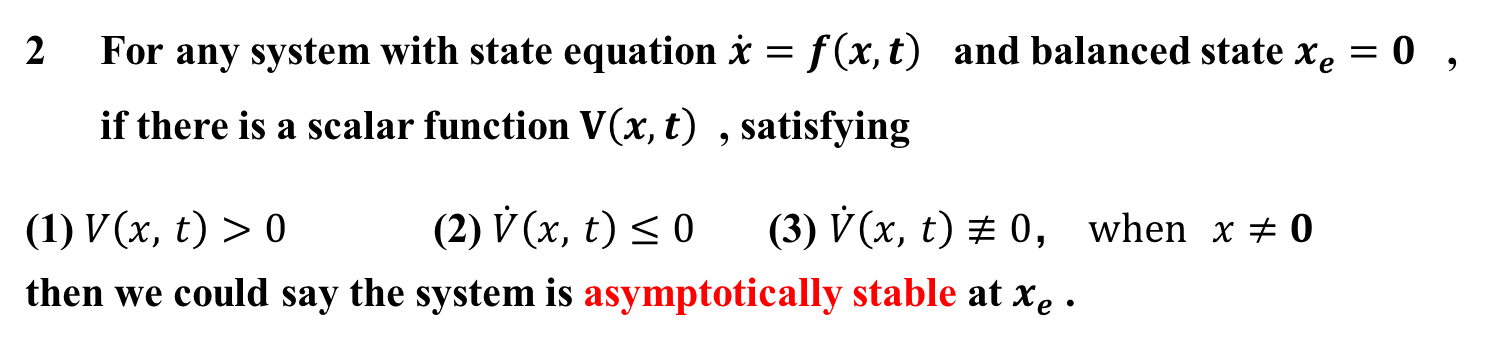 2 For any system with state equation ẋ = f(x, t) and balanced state xₑ = 0 ,
if there is a scalar function V(x, t) , satisfying
(1) V(x, t) > 0 (2) V̇(x, t) ≤ 0 (3) V̇(x, t) ≢ 0, when x ≠ 0
then we could say the system is asymptotically stable at xₑ .